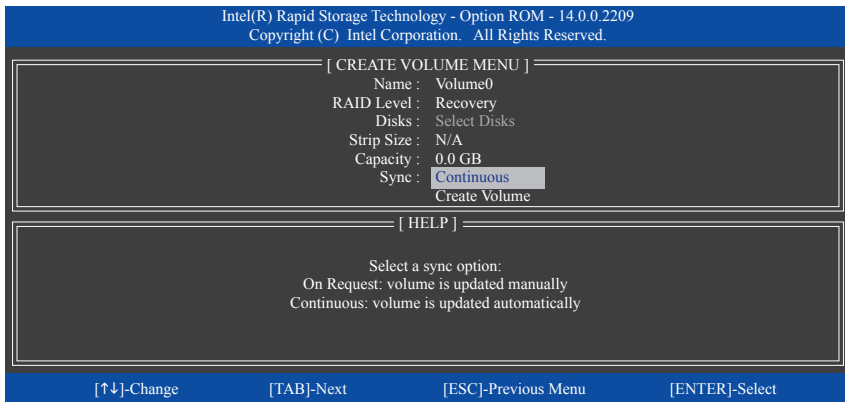 Intel(R) Rapid Storage Technology - Option ROM - 14.0.0.2209
Copyright (C) Intel Corporation. All Rights Reserved.
[ CREATE VOLUME MENU ]
Name : Volume0
RAID Level : Recovery
Disks : Select Disks
Strip Size : N/A
Capacity : 0.0 GB
Sync : Continuous
Create Volume
[ HELP ]
Select a sync option:
On Request: volume is updated manually
Continuous: volume is updated automatically
[↑↓]-Change [TAB]-Next [ESC]-Previous Menu [ENTER]-Select